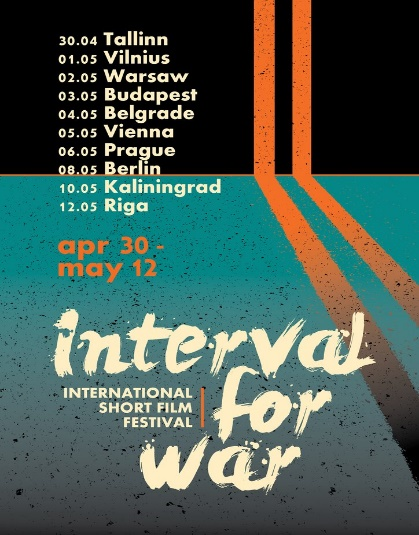 30.04 Tallinn
01.05 Vilnius
02.05 Warsaw
03.05 Budapest
04.05 Belgrade
05.05 Vienna
06.05 Prague
08.05 Berlin
10.05 Kaliningrad
12.05 Riga
apr 30 -
may 12
interval
INTERNATIONAL
SHORT FILM
FESTIVAL
for
war